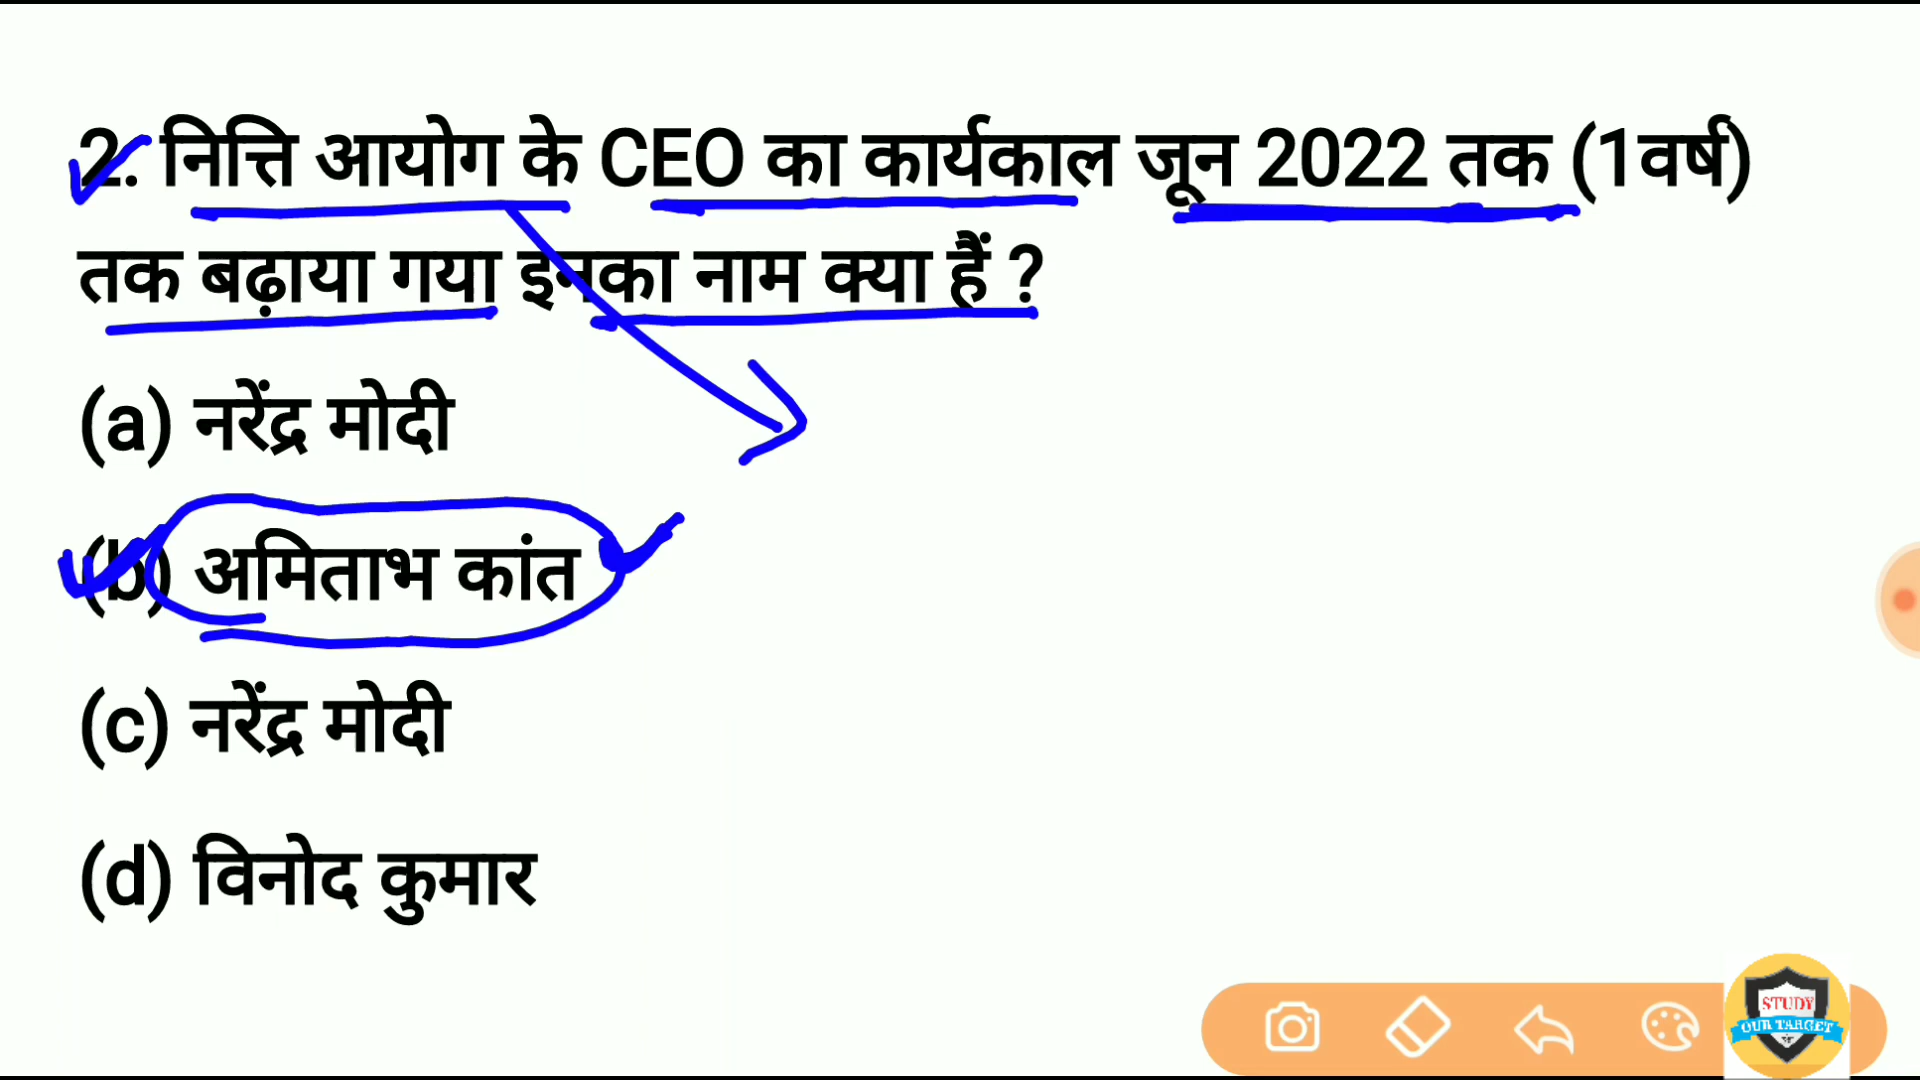 2. नित्ति आयोग के CEO का कार्यकाल जून 2022 तक (1वर्ष)
तक बढ़ाया गया इनका नाम क्या हैं ?
(a) नरेंद्र मोदी
(b) अमिताभ कांत
(c) नरेंद्र मोदी
(d) विनोद कुमार
STUDY
OUR TARGET